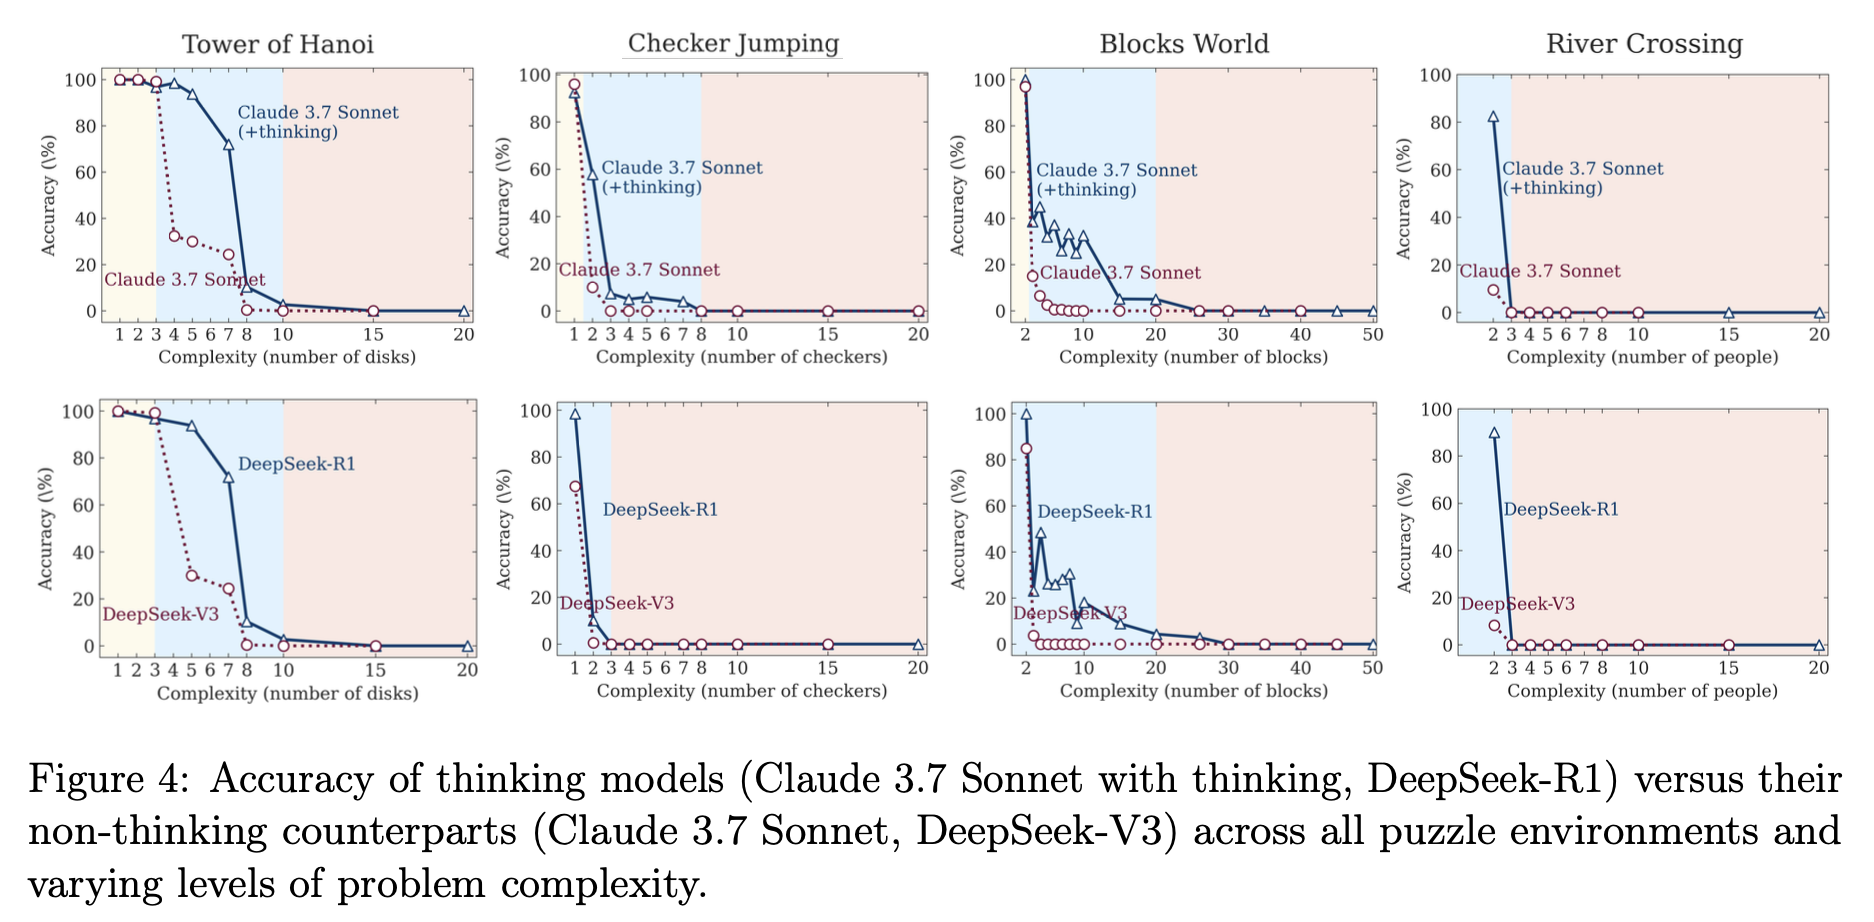 Tower of Hanoi
Checker Jumping
Blocks World
River Crossing
Accuracy (\%)
100
80
60
40
20
0
Claude 3.7 Sonnet
(+thinking)
Claude 3.7 Sonnet
1 2 3 4 5 6 7 8 10 15 20
Complexity (number of disks)
Accuracy (\%)
100
80
60
40
20
0
Claude 3.7 Sonnet
(+thinking)
Claude 3.7 Sonnet
1 2 3 4 5 6 7 8 10 15 20
Complexity (number of checkers)
Accuracy (\%)
100
80
60
40
20
0
Claude 3.7 Sonnet
(+thinking)
Claude 3.7 Sonnet
2 10 20 30 40 50
Complexity (number of blocks)
Accuracy (\%)
100
80
60
40
20
0
Claude 3.7 Sonnet
(+thinking)
Claude 3.7 Sonnet
2 3 4 5 6 7 8 10 15 20
Complexity (number of people)
Accuracy (\%)
100
80
60
40
20
0
DeepSeek-R1
DeepSeek-V3
1 2 3 4 5 6 7 8 10 15 20
Complexity (number of disks)
Accuracy (\%)
100
80
60
40
20
0
DeepSeek-R1
DeepSeek-V3
1 2 3 4 5 6 7 8 10 15 20
Complexity (number of checkers)
Accuracy (\%)
100
80
60
40
20
0
DeepSeek-R1
DeepSeek-V3
2 10 20 30 40 50
Complexity (number of blocks)
Accuracy (\%)
100
80
60
40
20
0
DeepSeek-R1
DeepSeek-V3
2 3 4 5 6 7 8 10 15 20
Complexity (number of people)
Figure 4: Accuracy of thinking models (Claude 3.7 Sonnet with thinking, DeepSeek-R1) versus their
non-thinking counterparts (Claude 3.7 Sonnet, DeepSeek-V3) across all puzzle environments and
varying levels of problem complexity.